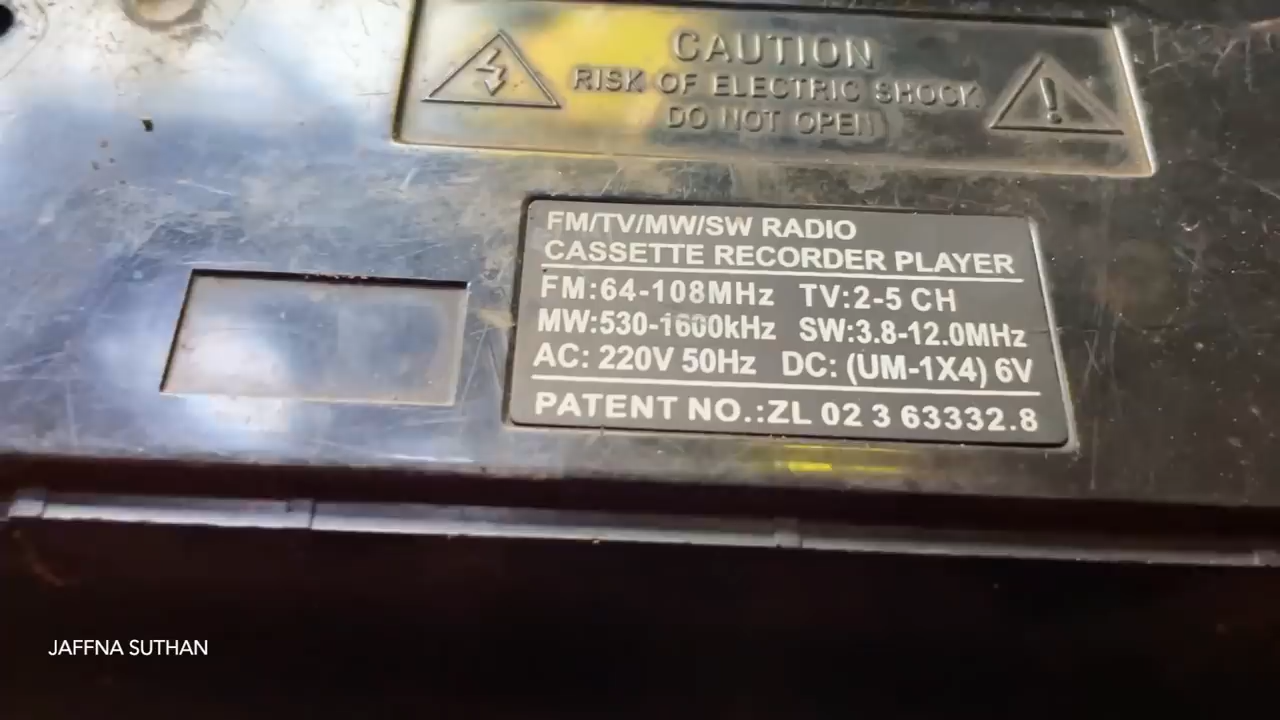 CAUTION
RISK OF ELECTRIC SHOCK
DO NOT OPEN
FM/TV/MW/SW RADIO
CASSETTE RECORDER PLAYER
FM:64-108MHz TV:2-5 CH
MW:530-1600kHz SW:3.8-12.0MHz
AC: 220V 50Hz DC: (UM-1X4) 6V
PATENT NO.:ZL 02 3 63332.8
JAFFNA SUTHAN